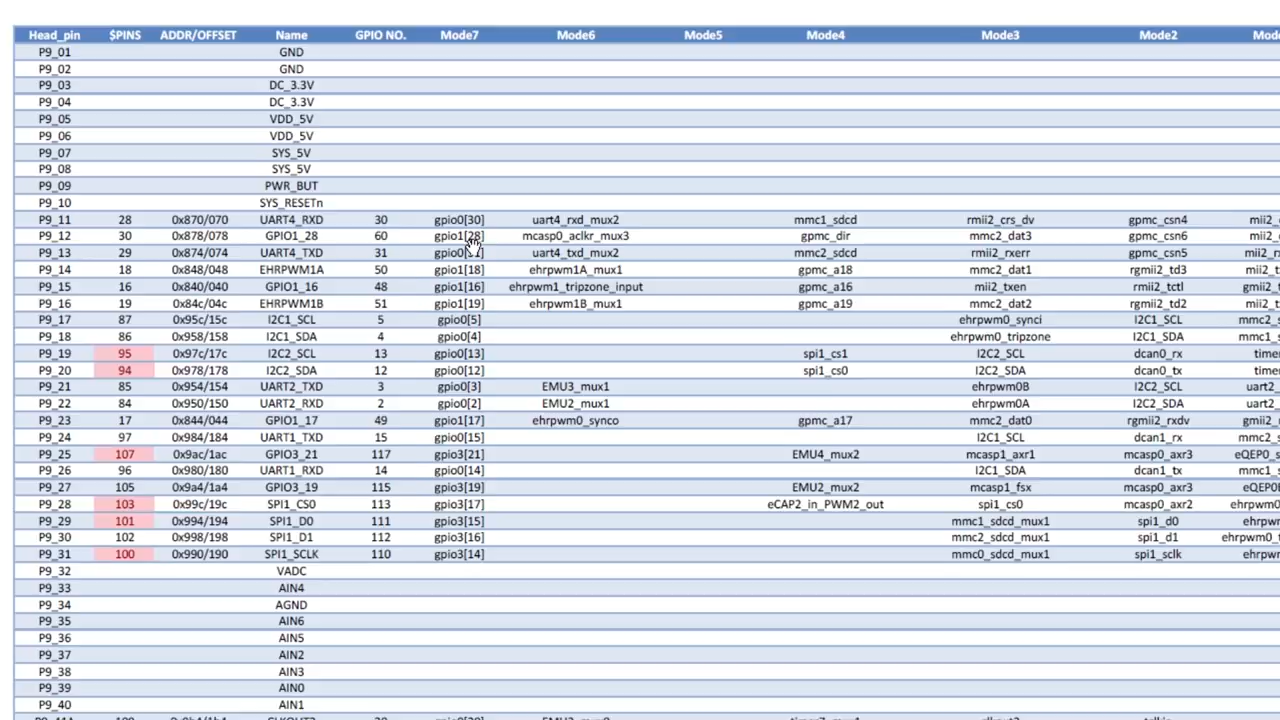 Head_pin $PINS ADDR/OFFSET Name GPIO NO. Mode7 Mode6 Mode5 Mode4 Mode3 Mode2
P9_01 GND
P9_02 GND
P9_03 DC_3.3V
P9_04 DC_3.3V
P9_05 VDD_5V
P9_06 VDD_5V
P9_07 SYS_5V
P9_08 SYS_5V
P9_09 PWR_BUT
P9_10 SYS_RESETn
P9_11 28 0x870/070 UART4_RXD 30 gpio0[30] uart4_rxd_mux2 mmc1_sdcd rmii2_crs_dv gpmc_csn4
P9_12 30 0x878/078 GPIO1_28 60 gpio1[28] mcasp0_aclkr_mux3 gpmc_dir mmc2_dat3 gpmc_csn6
P9_13 29 0x874/074 UART4_TXD 31 uart4_txd_mux2 mmc2_sdcd rmii2_rxerr gpmc_csn5
P9_14 18 0x848/048 EHRPWM1A 50 gpio1[18] ehrpwm1A_mux1 gpmc_a18 mmc2_dat1 rgmii2_td3
P9_15 16 0x840/040 GPIO1_16 48 gpio1[16] ehrpwm1_tripzone_input gpmc_a16 mii2_txen rmii2_tctl
P9_16 19 0x84c/04c EHRPWM1B 51 gpio1[19] ehrpwm1B_mux1 gpmc_a19 mmc2_dat2 rgmii2_td2
P9_17 87 0x95c/15c I2C1_SCL 5 gpio0[5] ehrpwm0_synci I2C1_SCL
P9_18 86 0x958/158 I2C1_SDA 4 gpio0[4] ehrpwm0_tripzone I2C1_SDA
P9_19 95 0x97c/17c I2C2_SCL 13 gpio0[13] spi1_cs1 I2C2_SCL dcan0_rx
P9_20 94 0x978/178 I2C2_SDA 12 gpio0[12] spi1_cs0 I2C2_SDA dcan0_tx
P9_21 85 0x954/154 UART2_TXD 3 gpio0[3] EMU3_mux1 ehrpwm0B I2C2_SCL
P9_22 84 0x950/150 UART2_RXD 2 gpio0[2] EMU2_mux1 ehrpwm0A I2C2_SDA
P9_23 17 0x844/044 GPIO1_17 49 gpio1[17] ehrpwm0_synco gpmc_a17 mmc2_dat0 rgmii2_rxdv
P9_24 97 0x984/184 UART1_TXD 15 gpio0[15] I2C1_SCL dcan1_rx
P9_25 107 0x9ac/1ac GPIO3_21 117 gpio3[21] EMU4_mux2 mcasp1_axr1 mcasp0_axr3
P9_26 96 0x980/180 UART1_RXD 14 gpio0[14] I2C1_SDA dcan1_tx
P9_27 105 0x9a4/1a4 GPIO3_19 115 gpio3[19] EMU2_mux2 mcasp1_fsx mcasp0_axr3
P9_28 103 0x99c/19c SPI1_CS0 113 gpio3[17] eCAP2_in_PWM2_out spi1_cs0 mcasp0_axr2
P9_29 101 0x994/194 SPI1_D0 111 gpio3[15] mmc1_sdcd_mux1 spi1_d0
P9_30 102 0x998/198 SPI1_D1 112 gpio3[16] mmc2_sdcd_mux1 spi1_d1
P9_31 100 0x990/190 SPI1_SCLK 110 gpio3[14] mmc0_sdcd_mux1 spi1_sclk
P9_32 VADC
P9_33 AIN4
P9_34 AGND
P9_35 AIN6
P9_36 AIN5
P9_37 AIN2
P9_38 AIN3
P9_39 AIN0
P9_40 AIN1